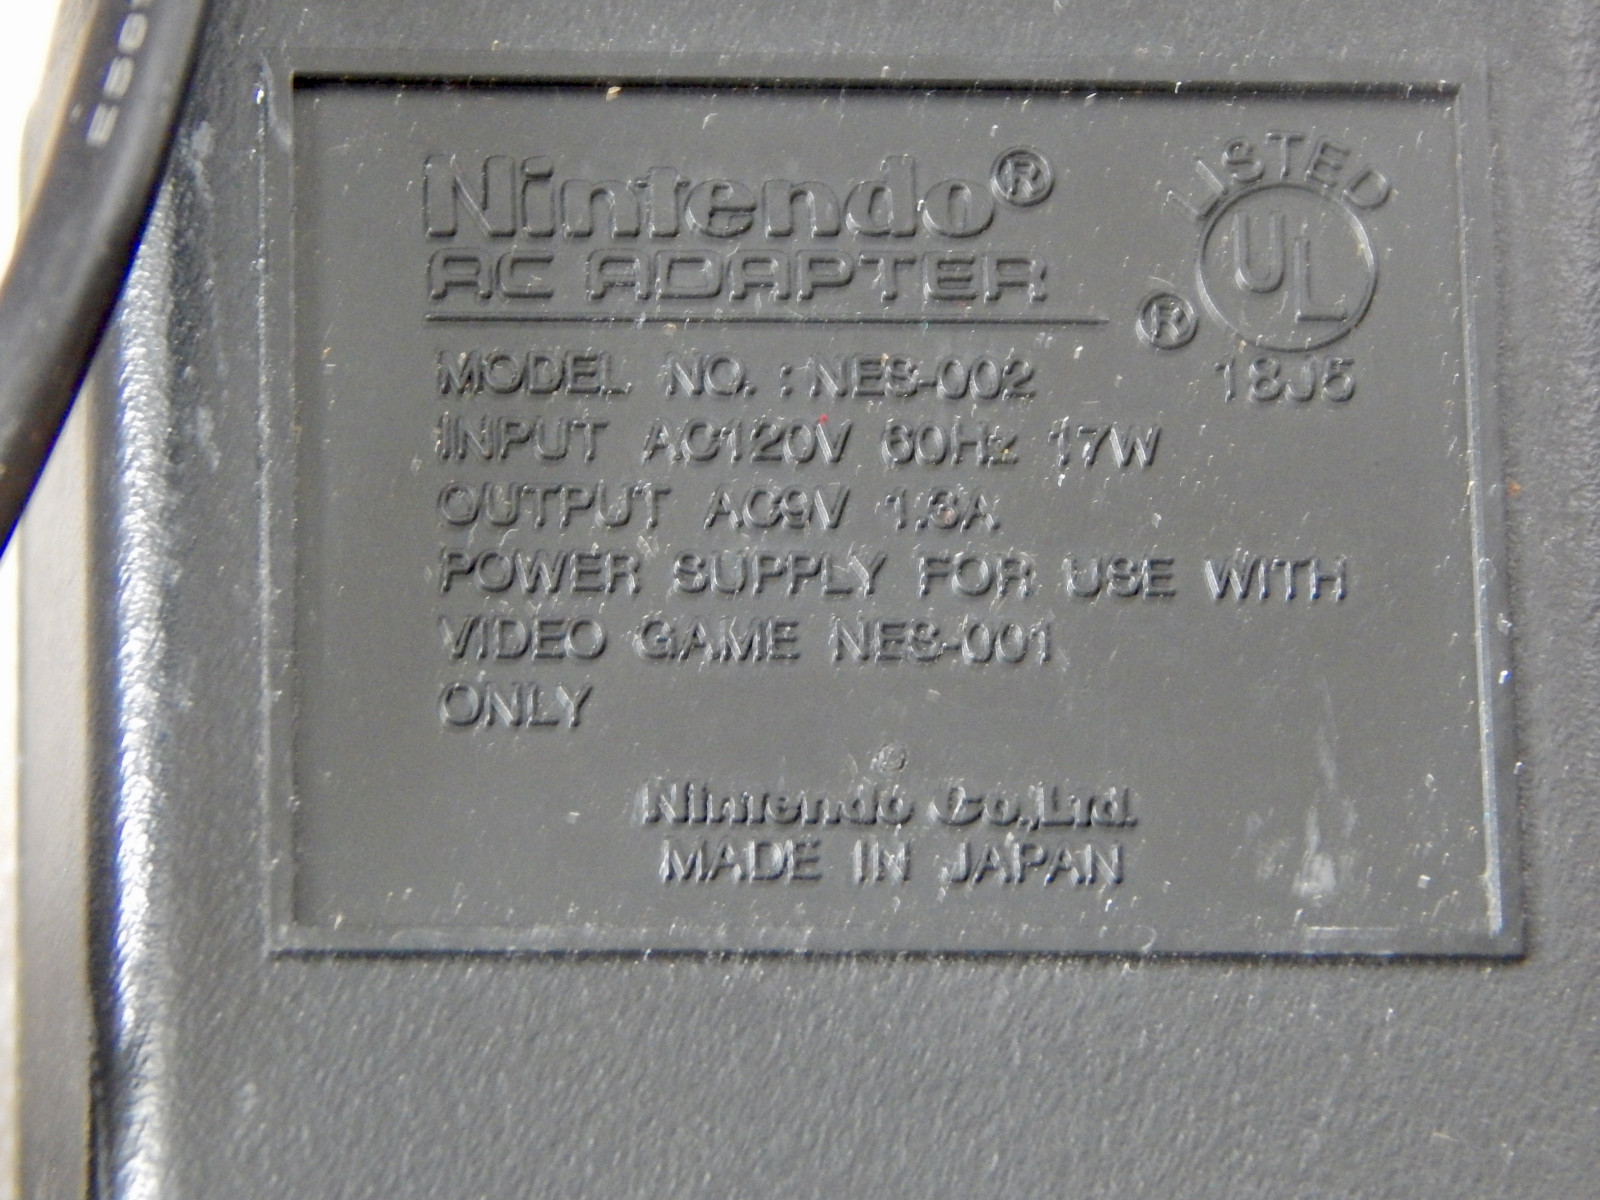 Nintendo®
AC ADAPTER
LISTED
UL
®
18J5
MODEL NO. : NES-002
INPUT AC120V 60Hz 17W
OUTPUT AC9V 1.3A
POWER SUPPLY FOR USE WITH
VIDEO GAME NES-001
ONLY
Nintendo Co.,Ltd.
MADE IN JAPAN